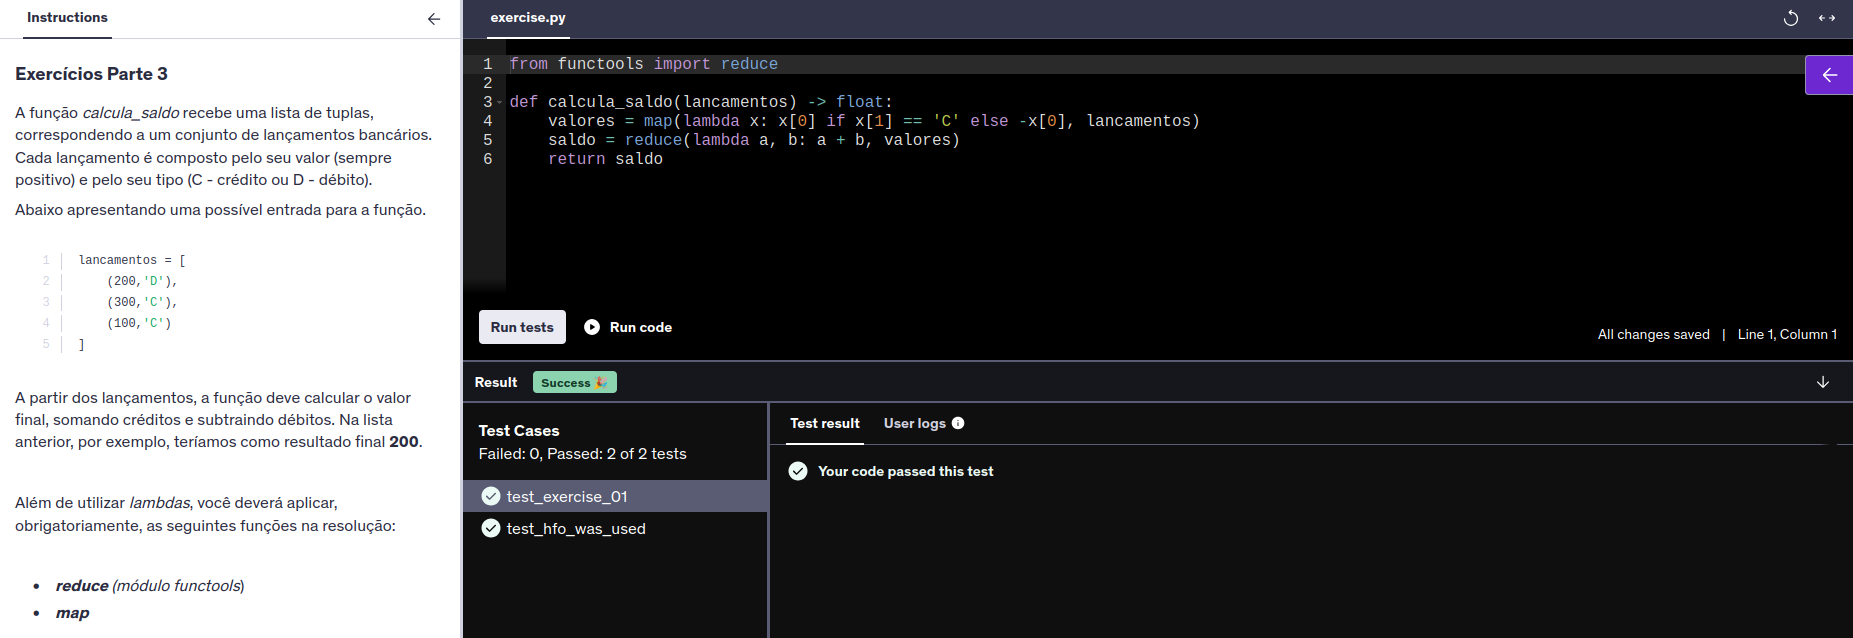 Instructions
Exercícios Parte 3
A função calcula_saldo recebe uma lista de tuplas,
correspondendo a um conjunto de lançamentos bancários.
Cada lançamento é composto pelo seu valor (sempre
positivo) e pelo seu tipo (C - crédito ou D - débito).
Abaixo apresentando uma possível entrada para a função.
1 lancamentos = [
2 (200,'D'),
3 (300,'C'),
4 (100,'C')
5 ]
A partir dos lançamentos, a função deve calcular o valor
final, somando créditos e subtraindo débitos. Na lista
anterior, por exemplo, teríamos como resultado final 200.
Além de utilizar lambdas, você deverá aplicar,
obrigatoriamente, as seguintes funções na resolução:
• reduce (módulo functools)
• map
exercise.py
1 from functools import reduce
2
3 def calcula_saldo(lancamentos) -> float:
4 valores = map(lambda x: x[0] if x[1] == 'C' else -x[0], lancamentos)
5 saldo = reduce(lambda a, b: a + b, valores)
6 return saldo
Run tests Run code
All changes saved | Line 1, Column 1
Result Success 🎉
Test Cases
Failed: 0, Passed: 2 of 2 tests
test_exercise_01
test_hfo_was_used
Test result User logs
Your code passed this test